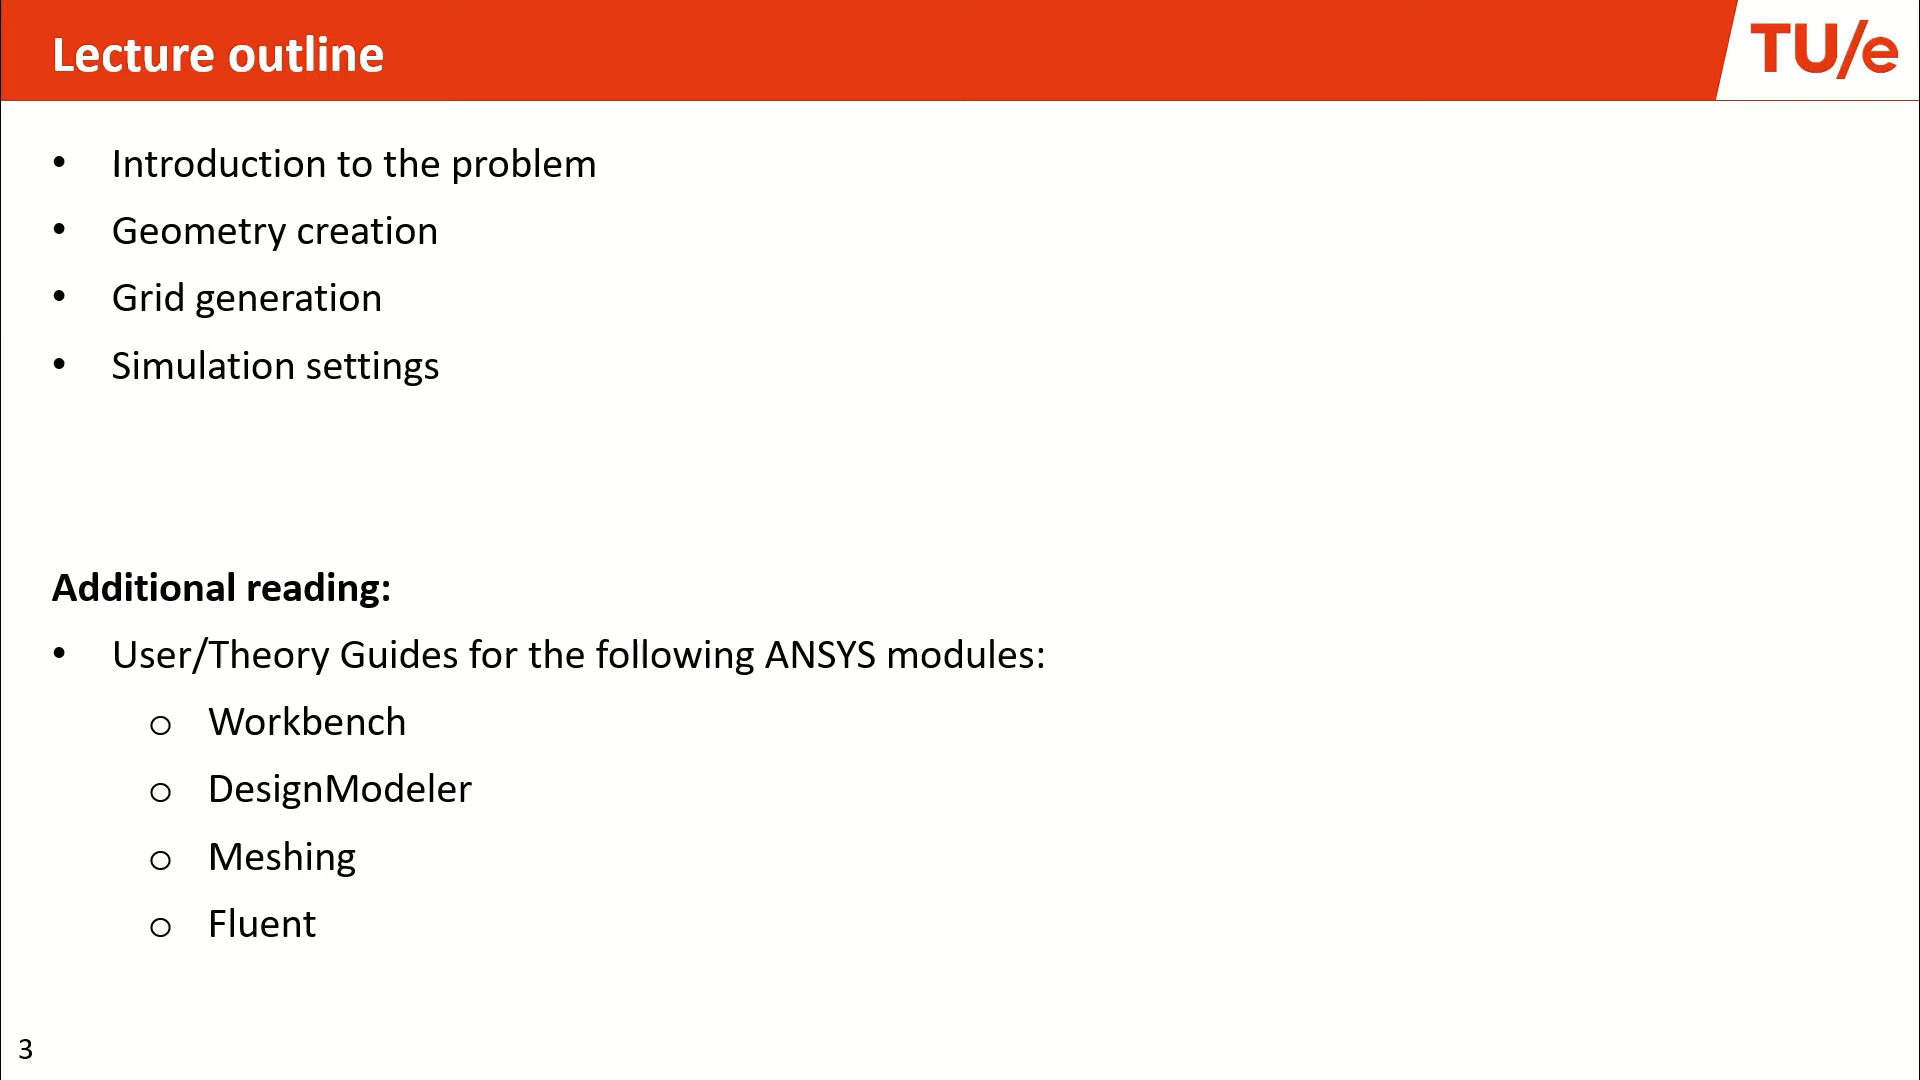 Lecture outline
TU/e
• Introduction to the problem
• Geometry creation
• Grid generation
• Simulation settings
Additional reading:
• User/Theory Guides for the following ANSYS modules:
o Workbench
o DesignModeler
o Meshing
o Fluent
3